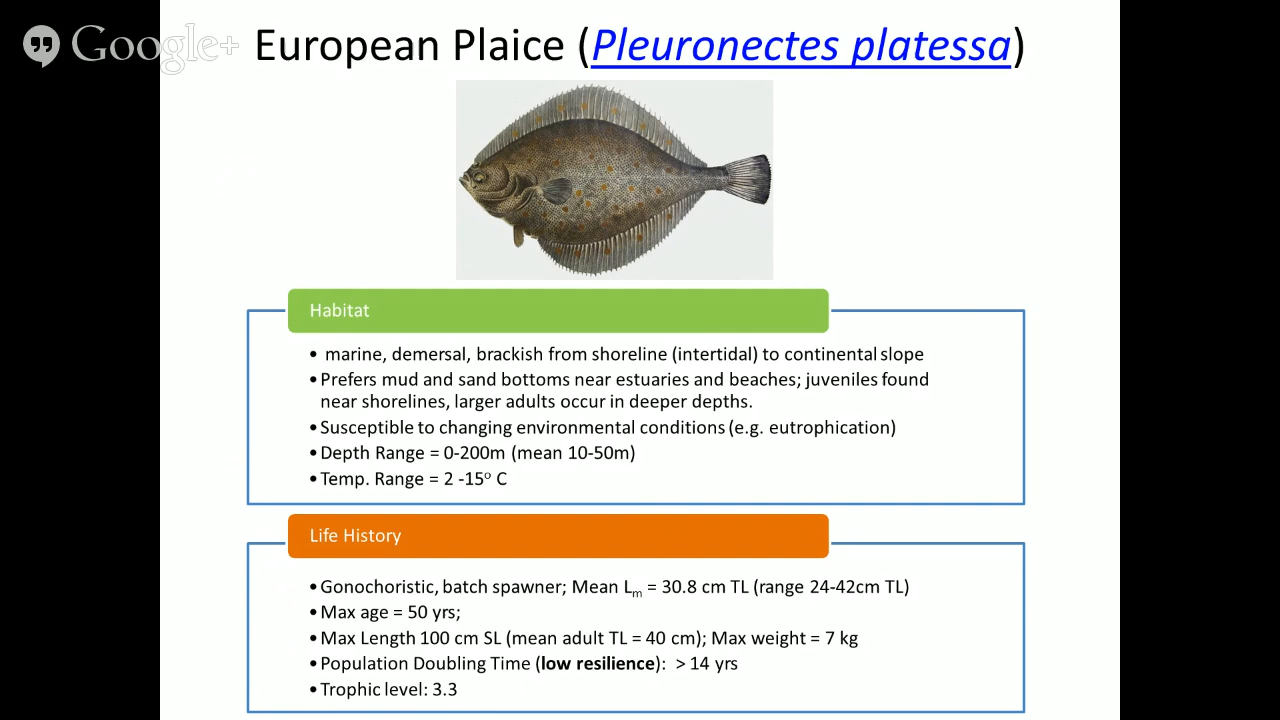 Google+
European Plaice (Pleuronectes platessa)
Habitat
• marine, demersal, brackish from shoreline (intertidal) to continental slope
• Prefers mud and sand bottoms near estuaries and beaches; juveniles found
near shorelines, larger adults occur in deeper depths.
• Susceptible to changing environmental conditions (e.g. eutrophication)
• Depth Range = 0-200m (mean 10-50m)
• Temp. Range = 2 -15° C
Life History
• Gonochoristic, batch spawner; Mean Lm = 30.8 cm TL (range 24-42cm TL)
• Max age = 50 yrs;
• Max Length 100 cm SL (mean adult TL = 40 cm); Max weight = 7 kg
• Population Doubling Time (low resilience): > 14 yrs
• Trophic level: 3.3